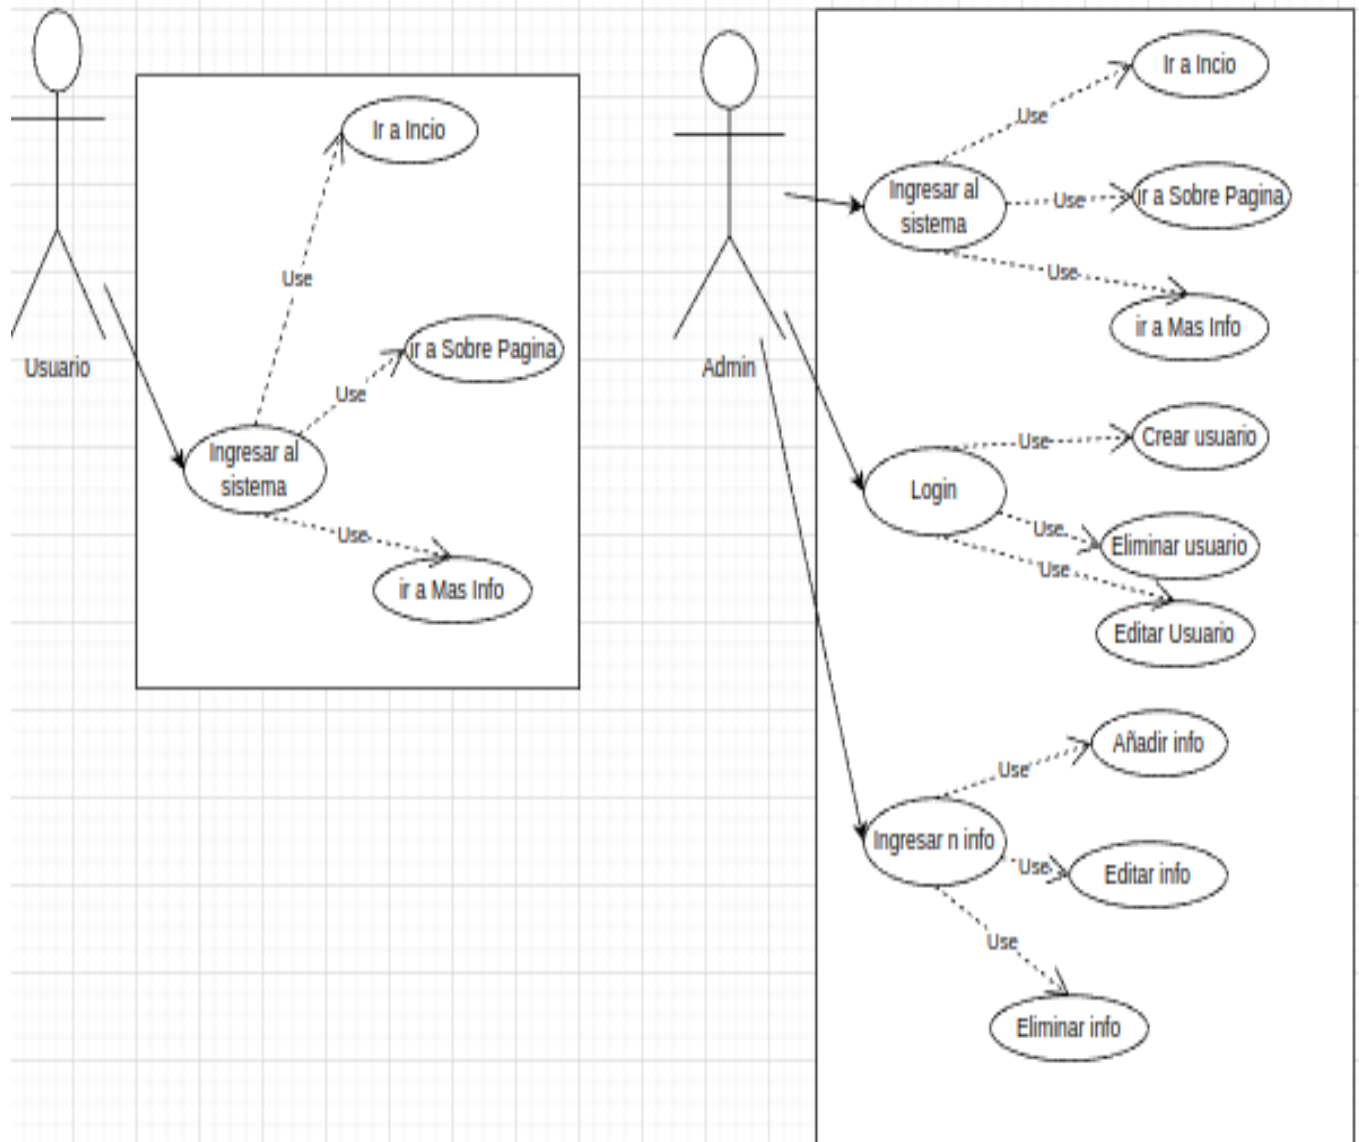 Ir a Incio
Use
Ir a Sobre Pagina
Use
Usuario
Ingresar al
sistema
Use
ir a Mas Info
Ir a Incio
Use
Ingresar al
sistema
Use
Ir a Sobre Pagina
Use
ir a Mas Info
Admin
Crear usuario
Use
Login
Use
Eliminar usuario
Use
Editar Usuario
Añadir info
Use
Ingresar n info
Use
Editar info
Use
Eliminar info